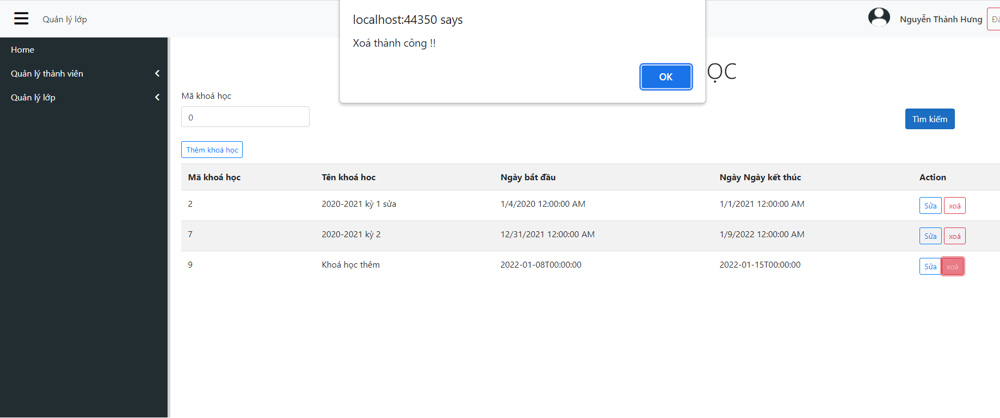 Quản lý lớp
localhost:44350 says
Xoá thành công !!
OK
Nguyễn Thành Hưng
Home
Quản lý thành viên
Quản lý lớp
ỌC
Mã khoá học
0
Tìm kiếm
Thêm khoá học
Mã khoá học Tên khoá hoc Ngày bắt đầu Ngày Ngày kết thúc Action
2 2020-2021 kỳ 1 sửa 1/4/2020 12:00:00 AM 1/1/2021 12:00:00 AM Sửa xoá
7 2020-2021 kỳ 2 12/31/2021 12:00:00 AM 1/9/2022 12:00:00 AM Sửa xoá
9 Khoá học thêm 2022-01-08T00:00:00 2022-01-15T00:00:00 Sửa xoá